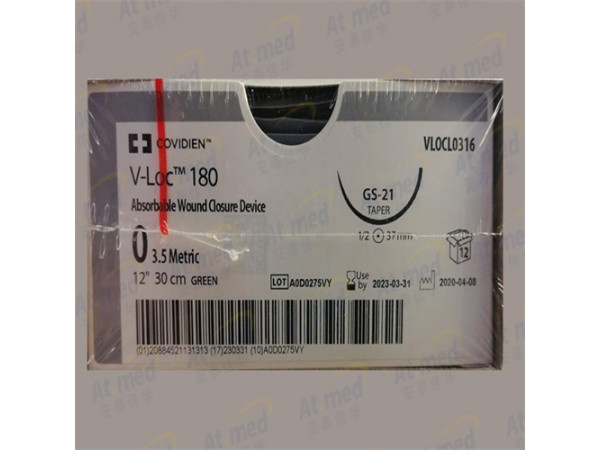 COVIDIEN™
VLOCL0316
V-Loc™ 180
Absorbable Wound Closure Device
GS-21
TAPER
1/2 37mm
0 3.5 Metric
12
12" 30 cm GREEN
LOT A0D0275VY
Use by 2023-03-31
2020-04-08
(01)20884521131313 (17)230331 (10)A0D0275VY
At med